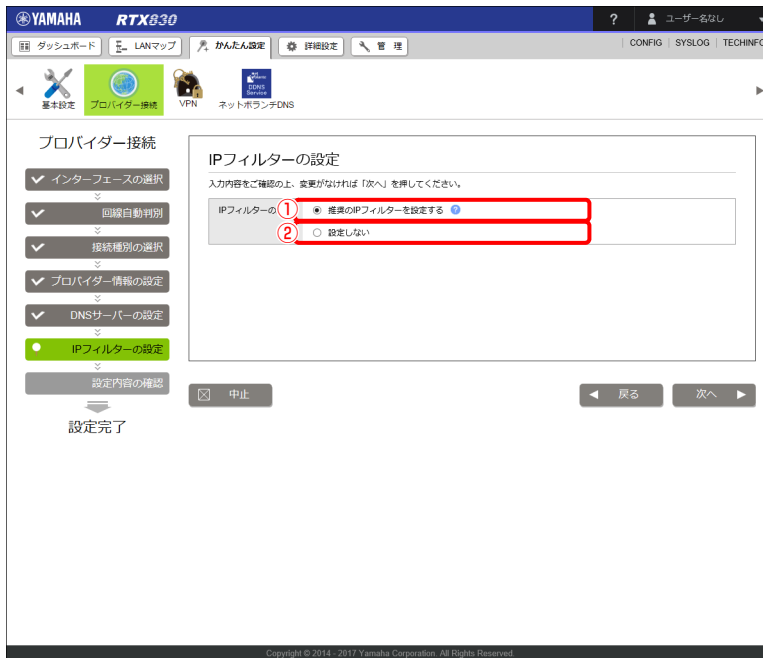 YAMAHA RTX830 ? ユーザー名なし
ダッシュボード LANマップ かんたん設定 詳細設定 管理 CONFIG SYSLOG TECHINFO
Net Volante DDNS Service
基本設定 プロバイダー接続 VPN ネットボランチDNS
プロバイダー接続
インターフェースの選択
回線自動判別
接続種別の選択
プロバイダー情報の設定
DNSサーバーの設定
IPフィルターの設定
設定内容の確認
設定完了
IPフィルターの設定
入力内容をご確認の上、変更がなければ「次へ」を押してください。
IPフィルターの ① 推奨のIPフィルターを設定する ?
② 設定しない
中止 戻る 次へ
Copyright © 2014 - 2017 Yamaha Corporation. All Rights Reserved.